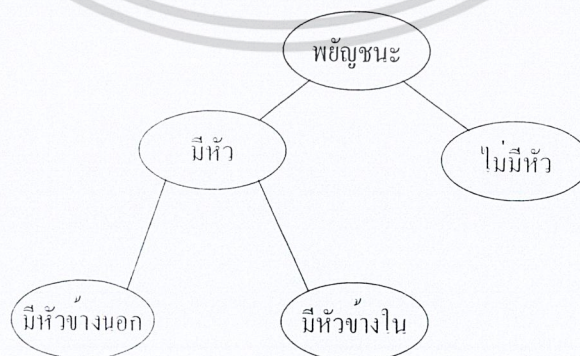 พยัญชนะ
มีหัว
ไม่มีหัว
มีหัวข้างนอก
มีหัวข้างใน